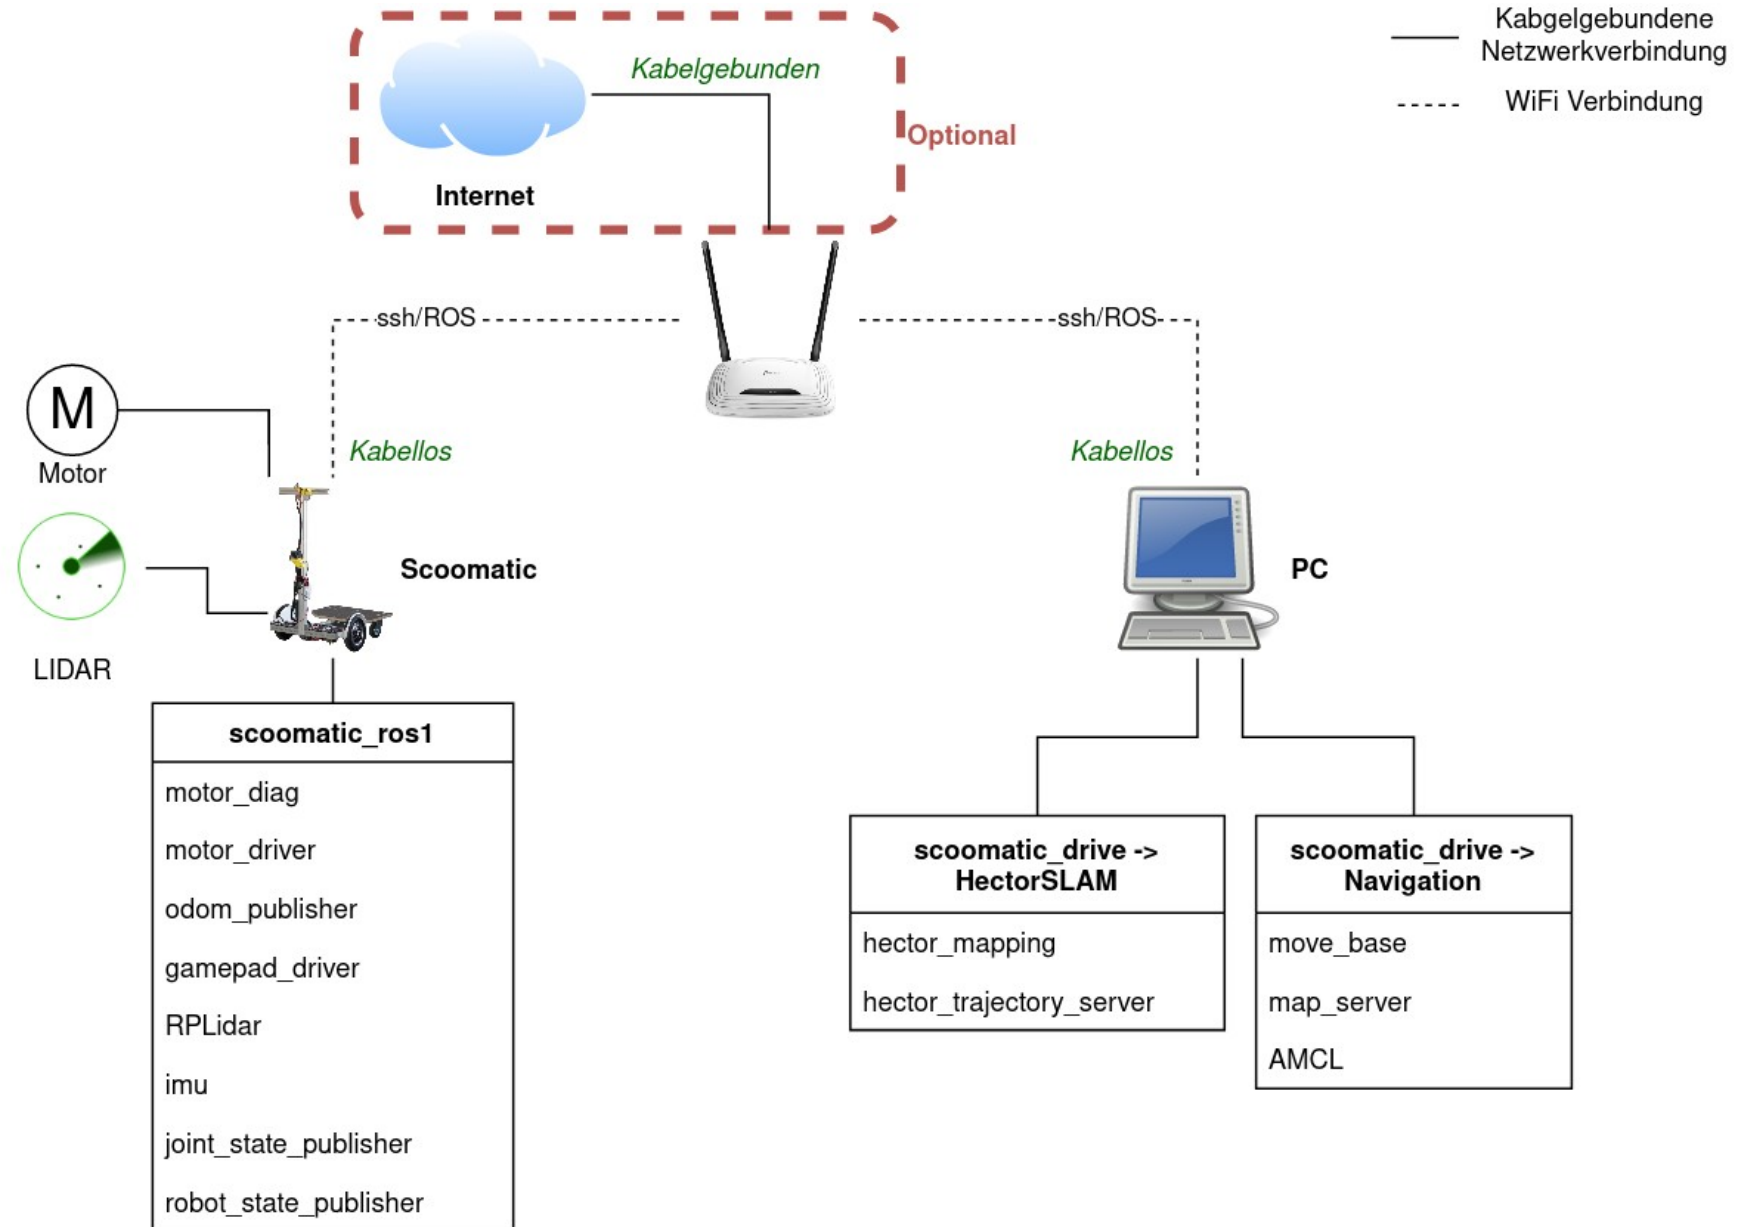 Kabgelgebundene
Netzwerkverbindung
WiFi Verbindung
Kabelgebunden
Optional
Internet
ssh/ROS
ssh/ROS
M
Motor
Kabellos
Kabellos
Scoomatic
PC
LIDAR
scoomatic_ros1
motor_diag
motor_driver
odom_publisher
gamepad_driver
RPLidar
imu
joint_state_publisher
robot_state_publisher
scoomatic_drive ->
HectorSLAM
hector_mapping
hector_trajectory_server
scoomatic_drive ->
Navigation
move_base
map_server
AMCL